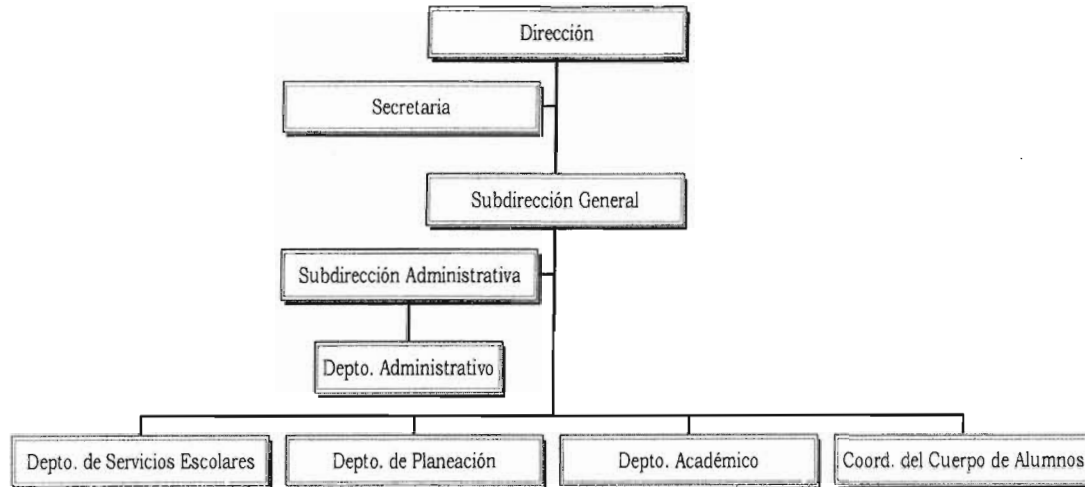 Dirección
Secretaria
Subdirección General
Subdirección Administrativa
Depto. Administrativo
Depto. de Servicios Escolares
Depto. de Planeación
Depto. Académico
Coord. del Cuerpo de Alumnos